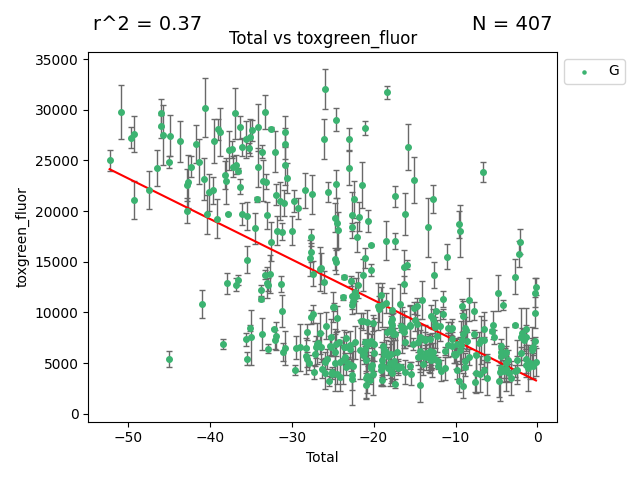 r^2 = 0.37
N = 407
Total vs toxgreen_fluor
35000
30000
25000
20000
15000
10000
5000
0
toxgreen_fluor
−50
−40
−30
−20
−10
0
Total
G